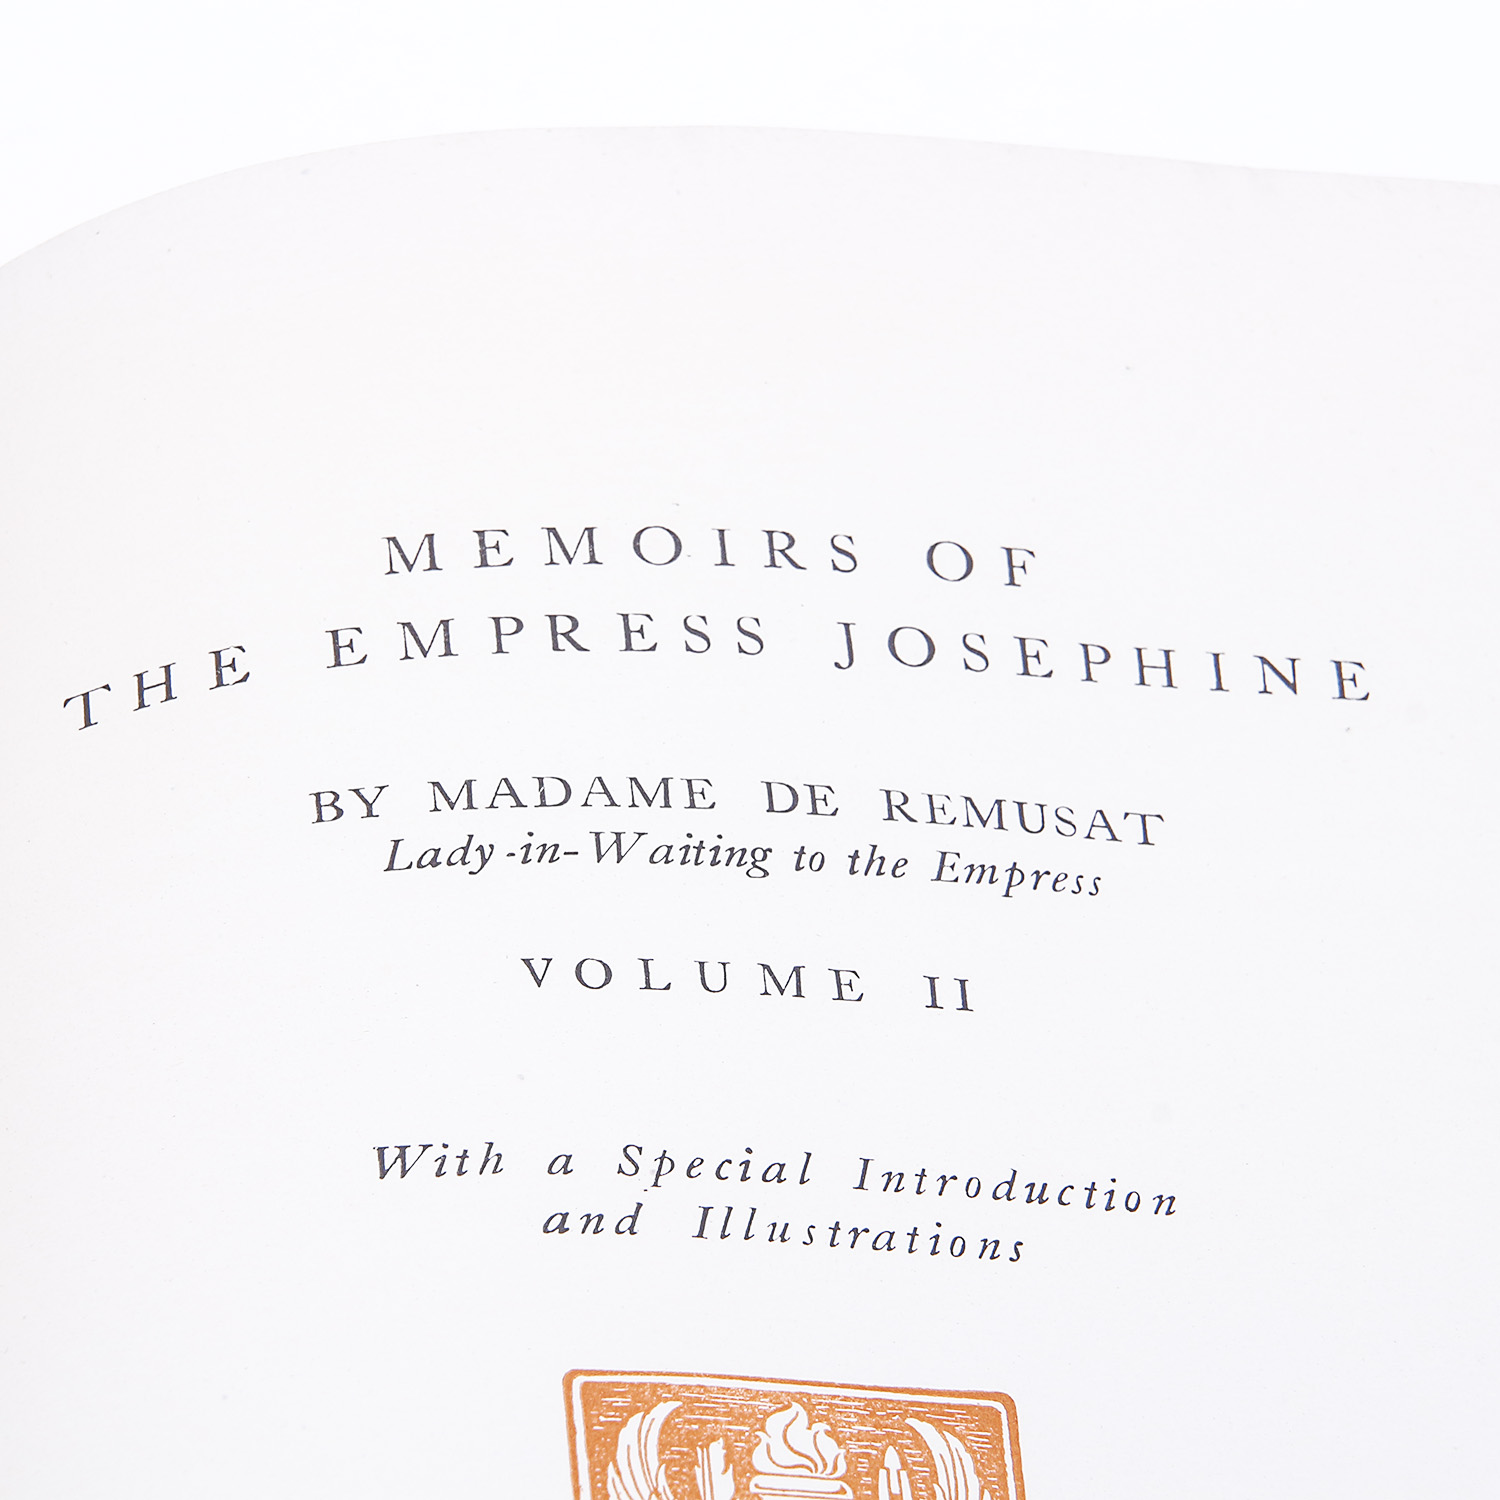 MEMOIRS OF
THE EMPRESS JOSEPHINE
BY MADAME DE REMUSAT
Lady-in-Waiting to the Empress
VOLUME II
With a Special Introduction
and Illustrations